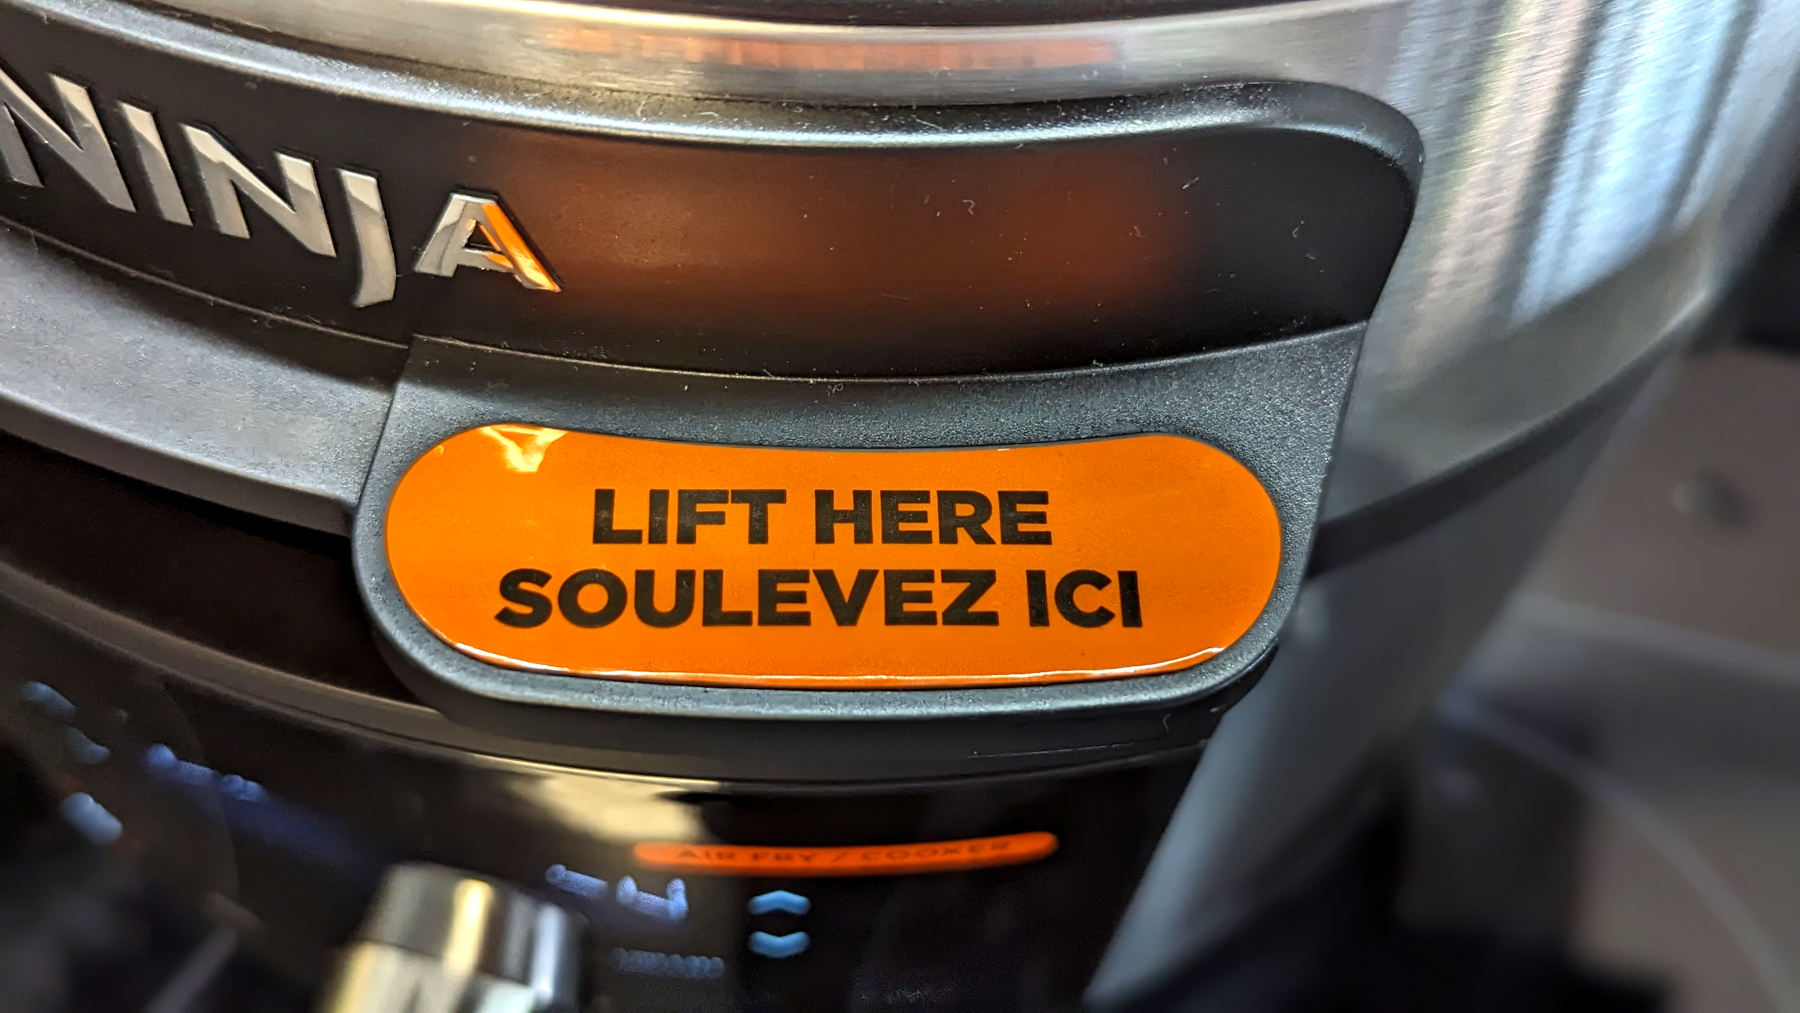 NINJA
LIFT HERE
SOULEVEZ ICI
AIR FRY / COOKER